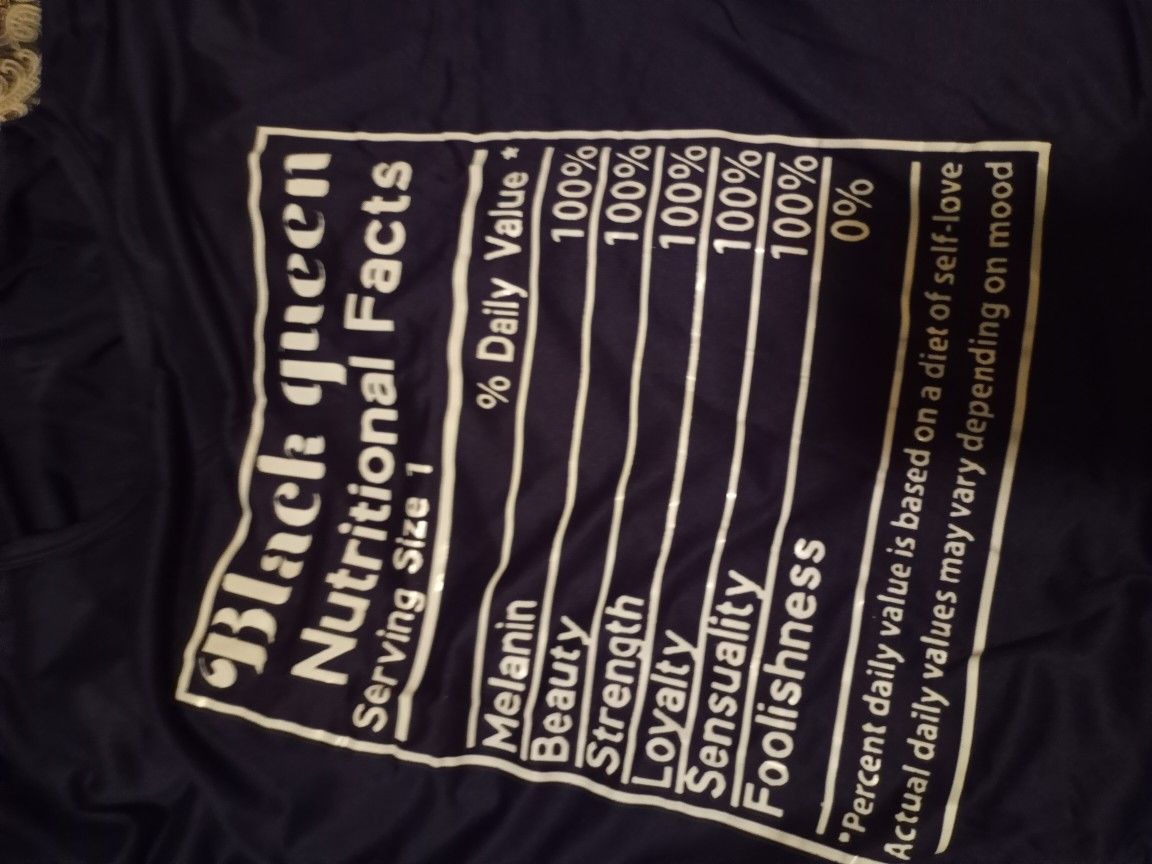 Black queen
Nutritional Facts
Serving Size 1
% Daily Value *
Melanin 100%
Beauty 100%
Strength 100%
Loyalty 100%
Sensuality 100%
Foolishness 0%
*Percent daily value is based on a diet of self-love
Actual daily values may vary depending on mood